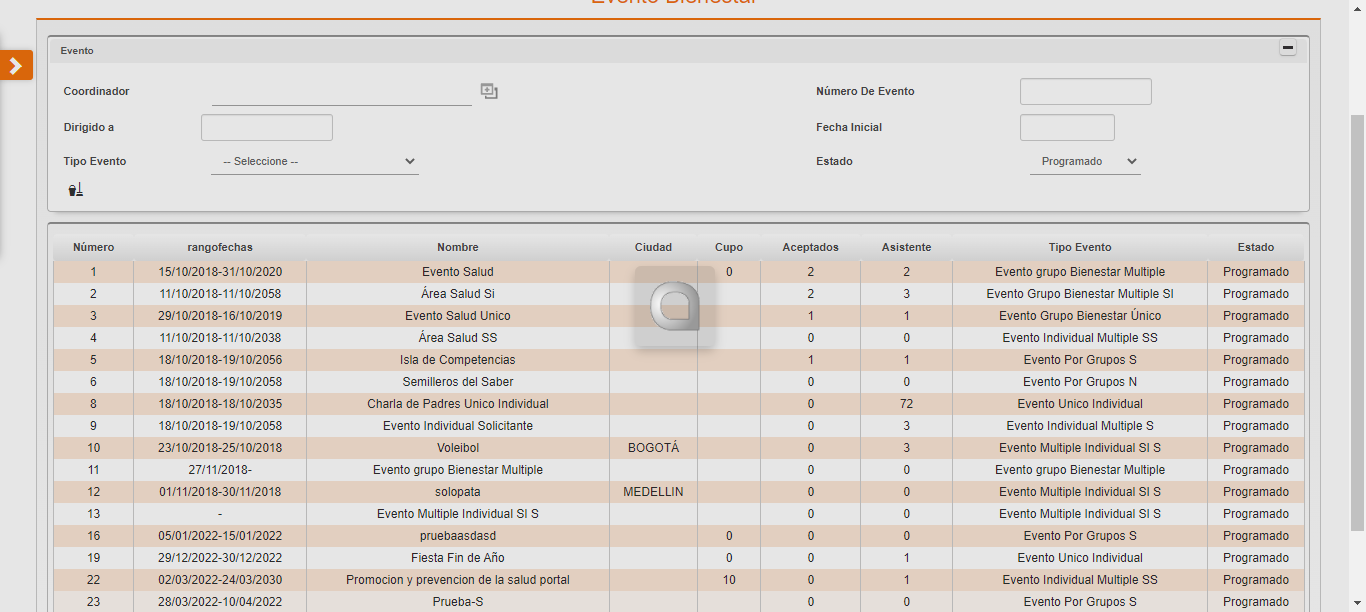 Evento Bienestar
Evento
Coordinador
Número De Evento
Dirigido a
Fecha Inicial
Tipo Evento -- Seleccione --
Estado Programado
Número rangofechas Nombre Ciudad Cupo Aceptados Asistente Tipo Evento Estado
1 15/10/2018-31/10/2020 Evento Salud 0 2 2 Evento grupo Bienestar Multiple Programado
2 11/10/2018-11/10/2058 Área Salud Si 2 3 Evento Grupo Bienestar Multiple SI Programado
3 29/10/2018-16/10/2019 Evento Salud Unico 1 1 Evento Grupo Bienestar Único Programado
4 11/10/2018-11/10/2038 Área Salud SS 0 0 Evento Individual Multiple SS Programado
5 18/10/2018-19/10/2056 Isla de Competencias 1 1 Evento Por Grupos S Programado
6 18/10/2018-19/10/2058 Semilleros del Saber 0 0 Evento Por Grupos N Programado
8 18/10/2018-18/10/2035 Charla de Padres Unico Individual 0 72 Evento Unico Individual Programado
9 18/10/2018-19/10/2058 Evento Individual Solicitante 0 3 Evento Individual Multiple S Programado
10 23/10/2018-25/10/2018 Voleibol BOGOTÁ 0 3 Evento Multiple Individual SI S Programado
11 27/11/2018- Evento grupo Bienestar Multiple 0 0 Evento grupo Bienestar Multiple Programado
12 01/11/2018-30/11/2018 solopata MEDELLIN 0 0 Evento Multiple Individual SI S Programado
13 - Evento Multiple Individual SI S 0 0 Evento Multiple Individual SI S Programado
16 05/01/2022-15/01/2022 pruebaasdasd 0 0 0 Evento Por Grupos S Programado
19 29/12/2022-30/12/2022 Fiesta Fin de Año 0 0 1 Evento Unico Individual Programado
22 02/03/2022-24/03/2030 Promocion y prevencion de la salud portal 10 0 1 Evento Individual Multiple SS Programado
23 28/03/2022-10/04/2022 Prueba-S 0 0 Evento Por Grupos S Programado